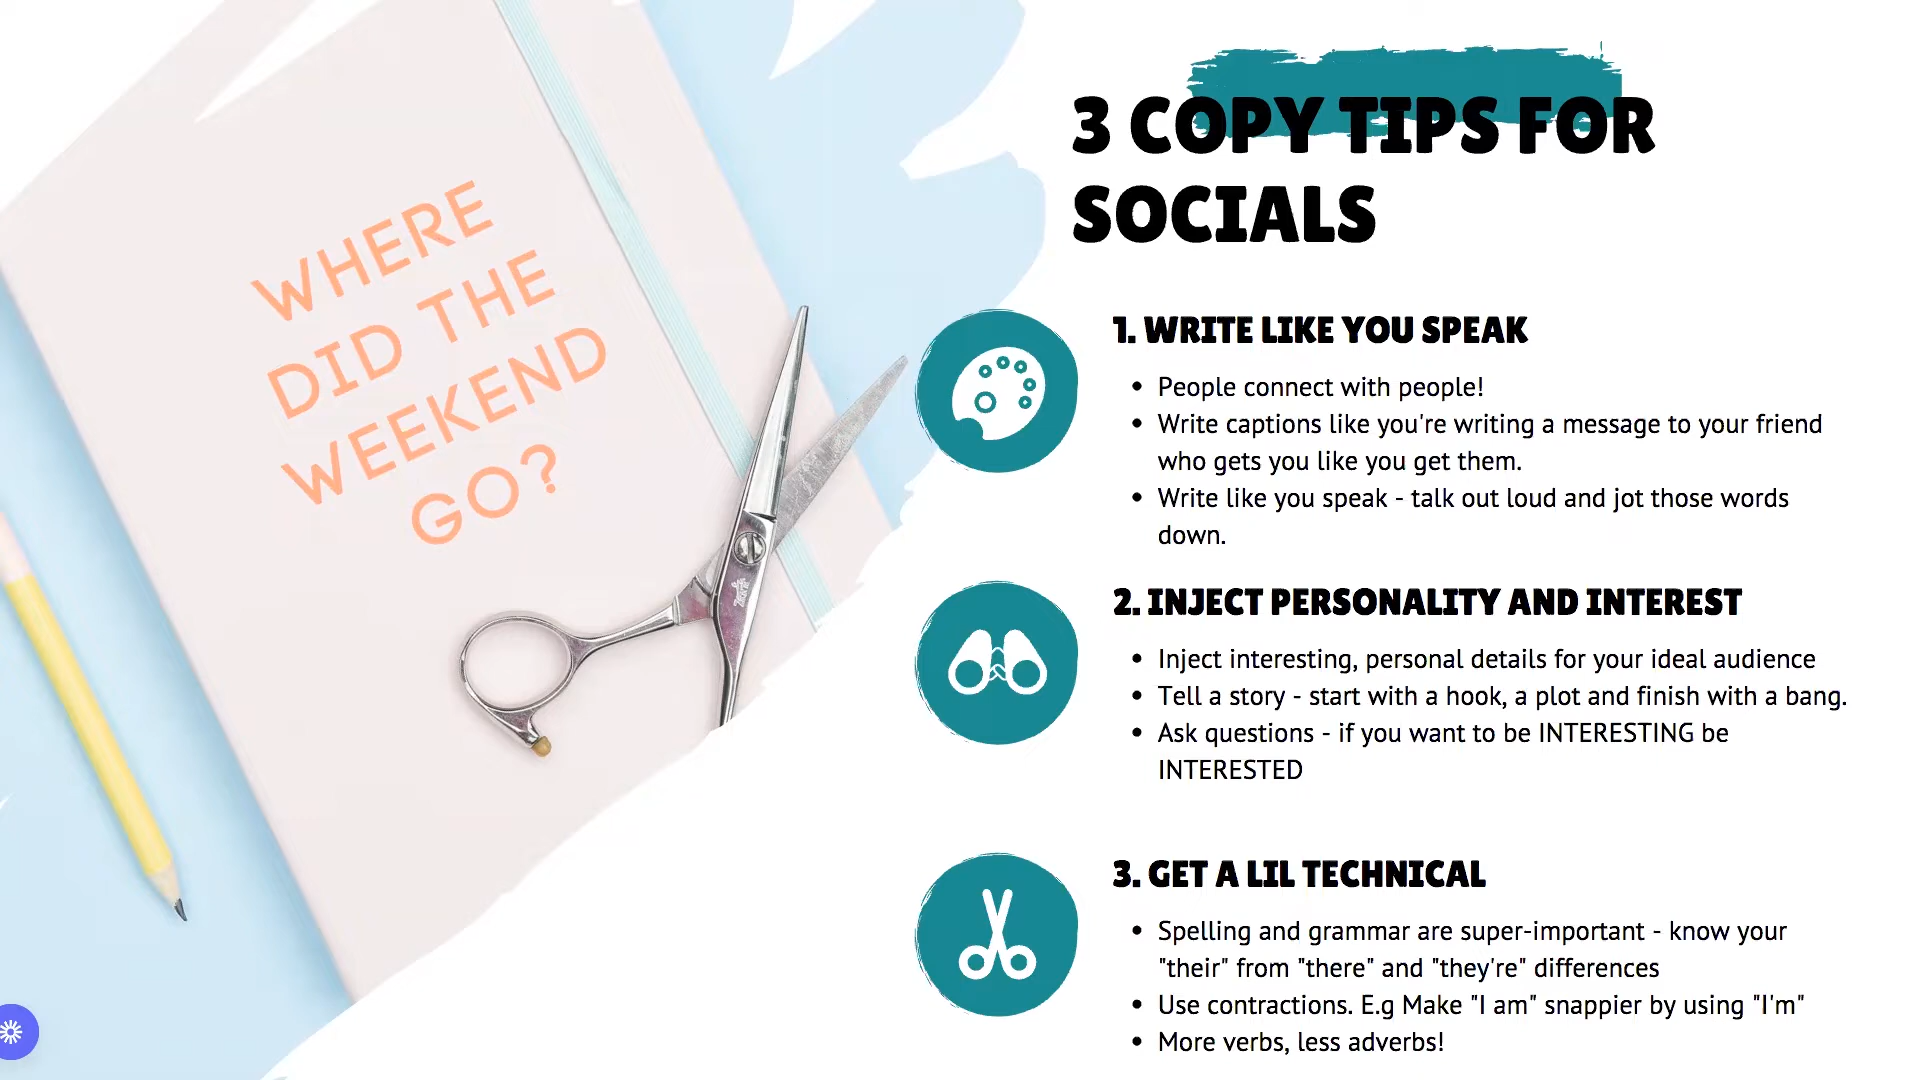 WHERE
DID THE
WEEKEND
GO?
3 COPY TIPS FOR
SOCIALS
1. WRITE LIKE YOU SPEAK
• People connect with people!
• Write captions like you're writing a message to your friend
who gets you like you get them.
• Write like you speak - talk out loud and jot those words
down.
2. INJECT PERSONALITY AND INTEREST
• Inject interesting, personal details for your ideal audience
• Tell a story - start with a hook, a plot and finish with a bang.
• Ask questions - if you want to be INTERESTING be
INTERESTED
3. GET A LIL TECHNICAL
• Spelling and grammar are super-important - know your
"their" from "there" and "they're" differences
• Use contractions. E.g Make "I am" snappier by using "I'm"
• More verbs, less adverbs!